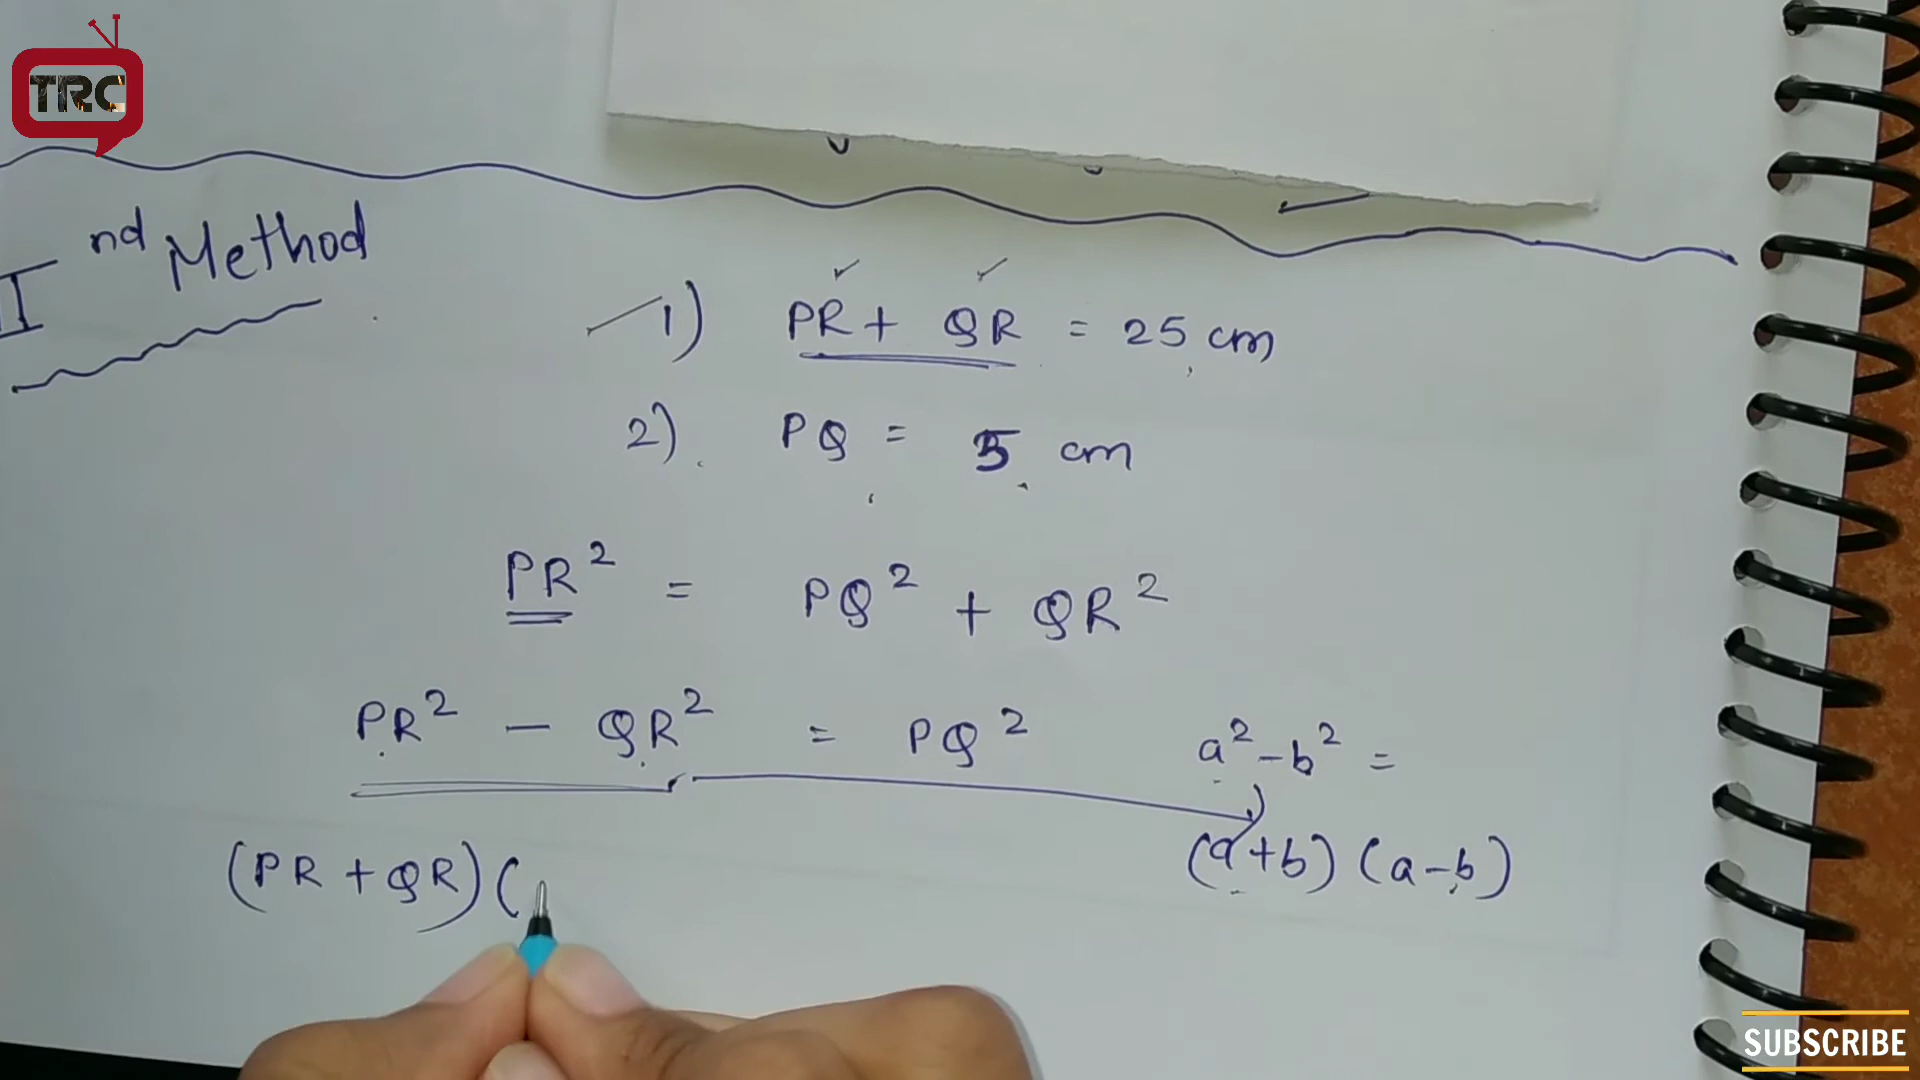 TRC
IInd Method
1) PR + QR = 25 cm
2) PQ = 5 cm
PR² = PQ² + QR²
PR² - QR² = PQ²
a² - b² =
(a+b) (a-b)
(PR + QR) (
SUBSCRIBE